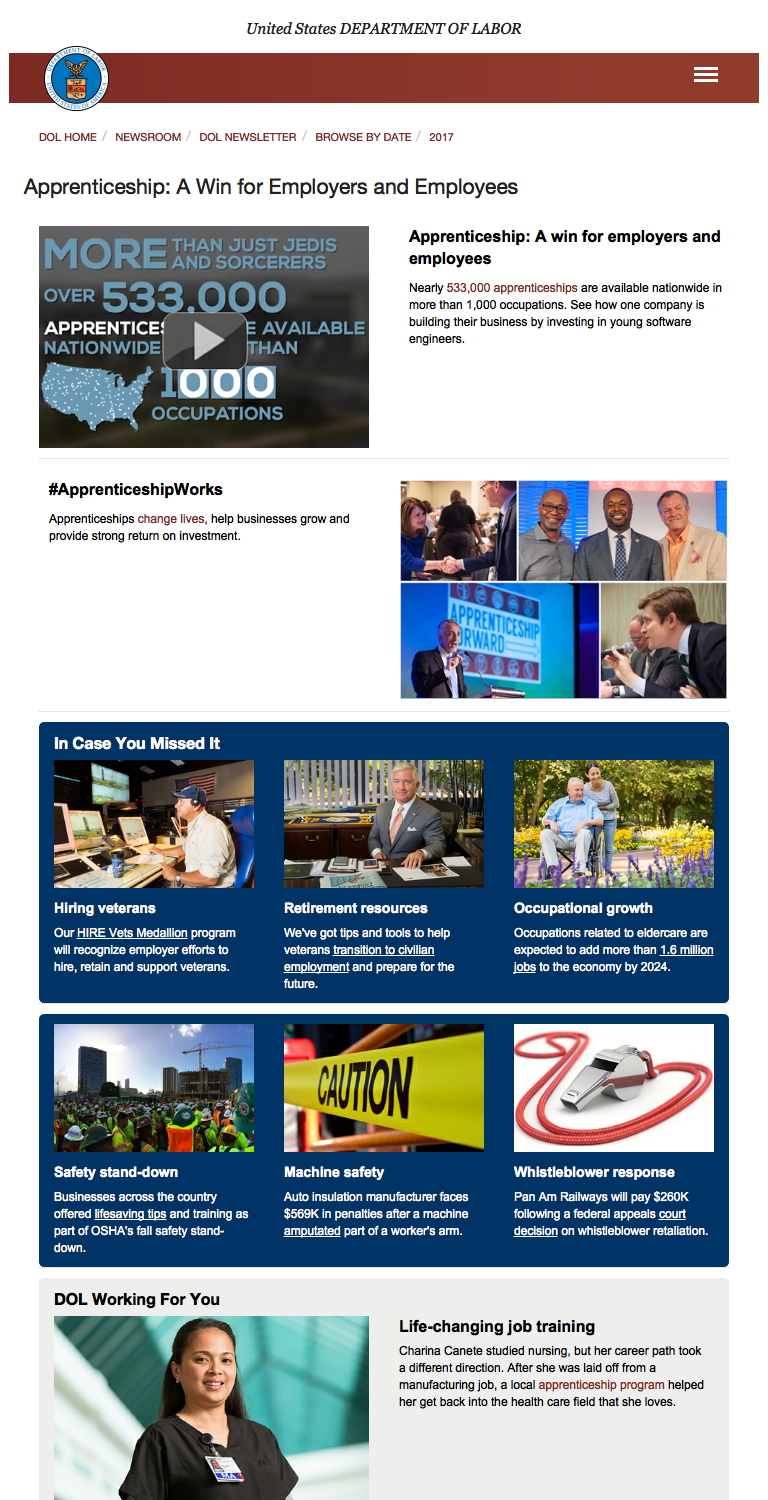 United States DEPARTMENT OF LABOR
DOL HOME / NEWSROOM / DOL NEWSLETTER / BROWSE BY DATE / 2017
Apprenticeship: A Win for Employers and Employees
MORE THAN JUST JEDIS
AND SORCERERS
OVER 533,000
AVAILABLE
NATIONWIDE THAN
1000
OCCUPATIONS
Apprenticeship: A win for employers and
employees
Nearly 533,000 apprenticeships are available nationwide in
more than 1,000 occupations. See how one company is
building their business by investing in young software
engineers.
#ApprenticeshipWorks
Apprenticeships change lives, help businesses grow and
provide strong return on investment.
APPRENTICESHIP
FORWARD
In Case You Missed It
Hiring veterans
Our HIRE Vets Medallion program
will recognize employer efforts to
hire, retain and support veterans.
Retirement resources
We've got tips and tools to help
veterans transition to civilian
employment and prepare for the
future.
Occupational growth
Occupations related to eldercare are
expected to add more than 1.6 million
jobs to the economy by 2024.
CAUTION
Safety stand-down
Businesses across the country
offered lifesaving tips and training as
part of OSHA's fall safety stand-
down.
Machine safety
Auto insulation manufacturer faces
$569K in penalties after a machine
amputated part of a worker's arm.
Whistleblower response
Pan Am Railways will pay $260K
following a federal appeals court
decision on whistleblower retaliation.
DOL Working For You
MA
Life-changing job training
Charina Canete studied nursing, but her career path took
a different direction. After she was laid off from a
manufacturing job, a local apprenticeship program helped
her get back into the health care field that she loves.